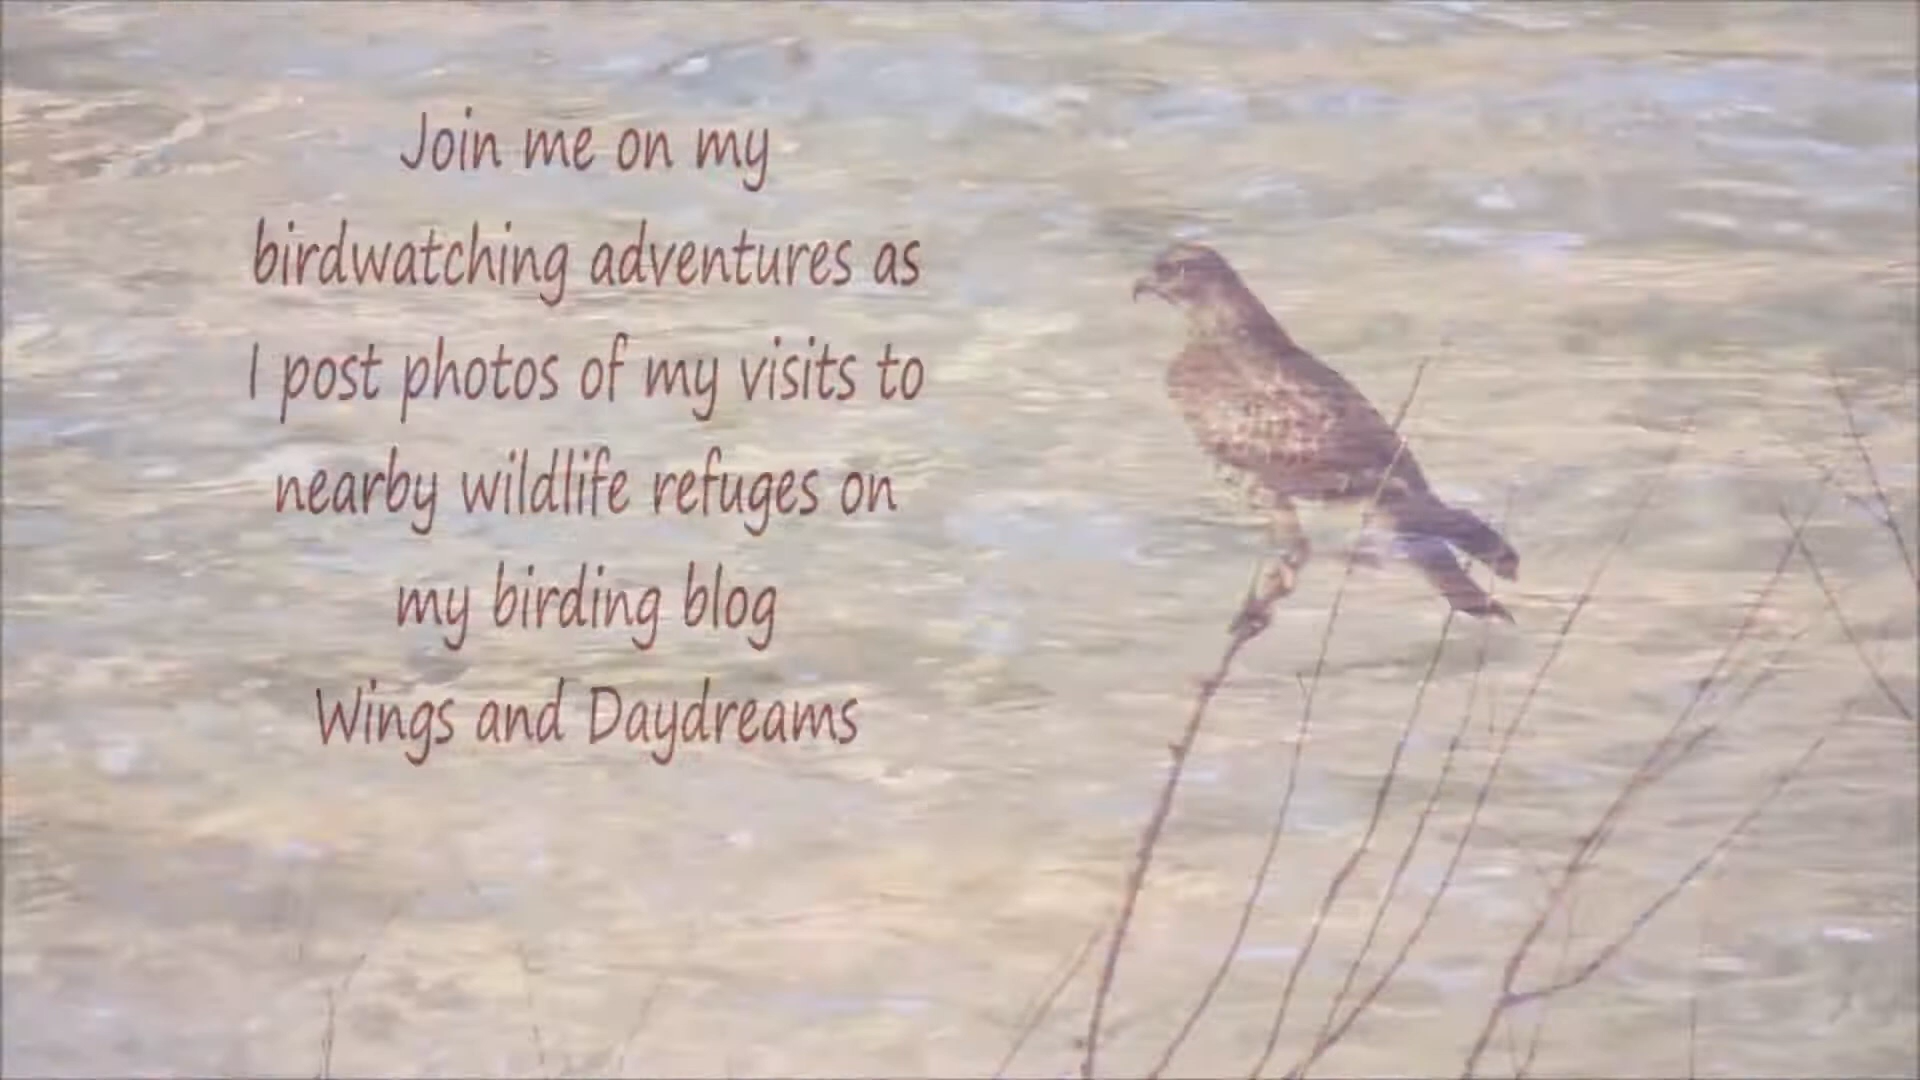 Join me on my
birdwatching adventures as
I post photos of my visits to
nearby wildlife refuges on
my birding blog
Wings and Daydreams